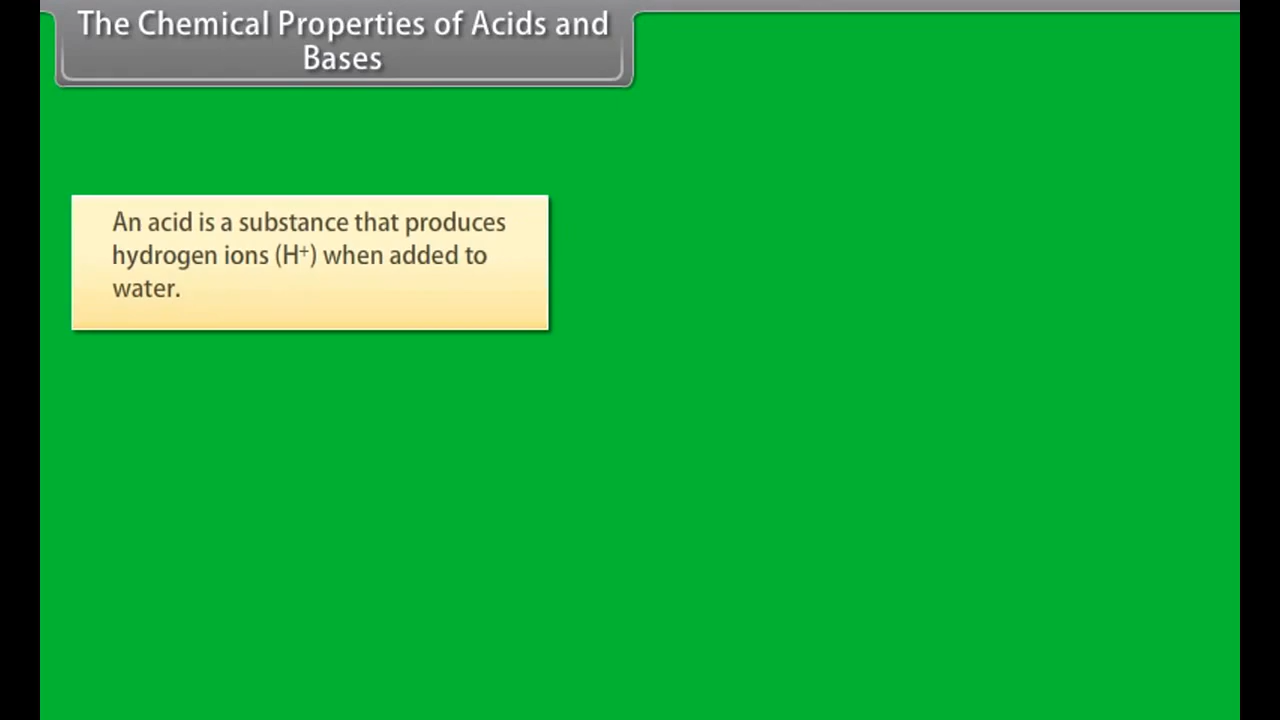 The Chemical Properties of Acids and
Bases
An acid is a substance that produces
hydrogen ions (H⁺) when added to
water.